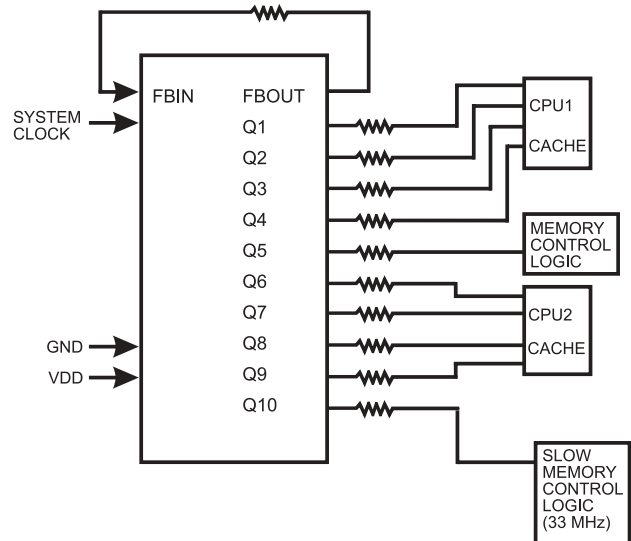 FBIN
FBOUT
SYSTEM
CLOCK
Q1
Q2
Q3
Q4
Q5
Q6
Q7
Q8
Q9
Q10
GND
VDD
CPU1
CACHE
MEMORY
CONTROL
LOGIC
CPU2
CACHE
SLOW
MEMORY
CONTROL
LOGIC
(33 MHz)